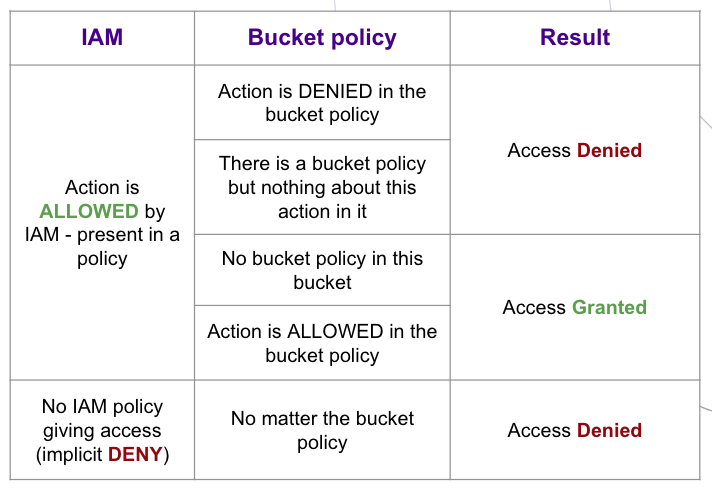 IAM
Bucket policy
Result
Action is
ALLOWED by
IAM - present in a
policy
Action is DENIED in the
bucket policy
There is a bucket policy
but nothing about this
action in it
Access Denied
No bucket policy in this
bucket
Action is ALLOWED in the
bucket policy
Access Granted
No IAM policy
giving access
(implicit DENY)
No matter the bucket
policy
Access Denied